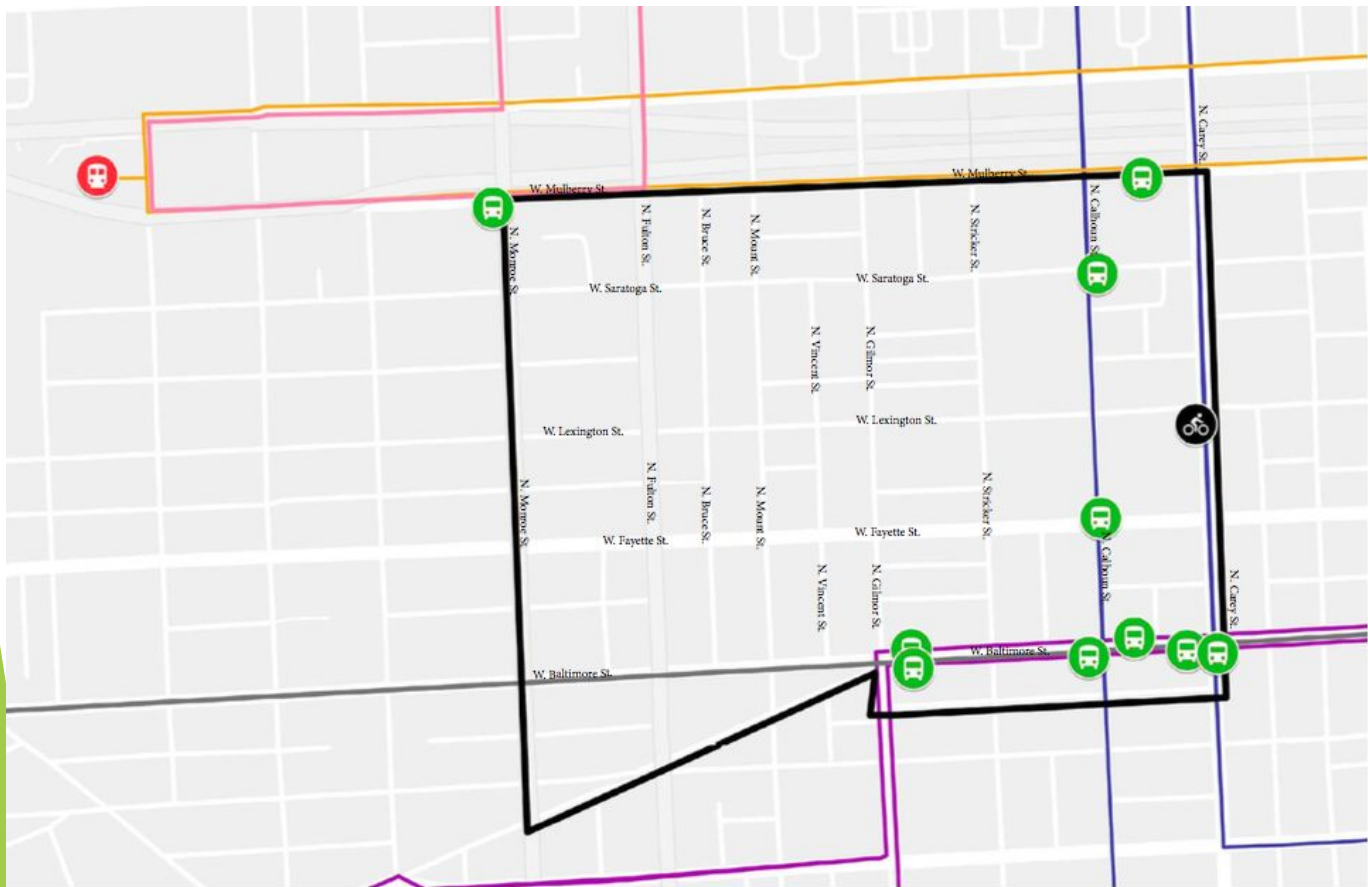 N. Carey St.
W. Mulberry St.
W. Mulberry St.
N. Monroe St
N. Fulton St.
N. Bruce St.
N. Mount St.
N. Stricker St.
N. Calhoun St.
W. Saratoga St.
W. Saratoga St.
N. Vincent St.
N. Gilmor St.
W. Lexington St.
W. Lexington St.
N. Monroe St.
N. Fulton St.
N. Bruce St.
N. Mount St.
N. Stricker St.
W. Fayette St.
W. Fayette St.
N. Calhoun St.
N. Vincent St.
N. Gilmor St.
N. Carey St.
W. Baltimore St.
W. Baltimore St.